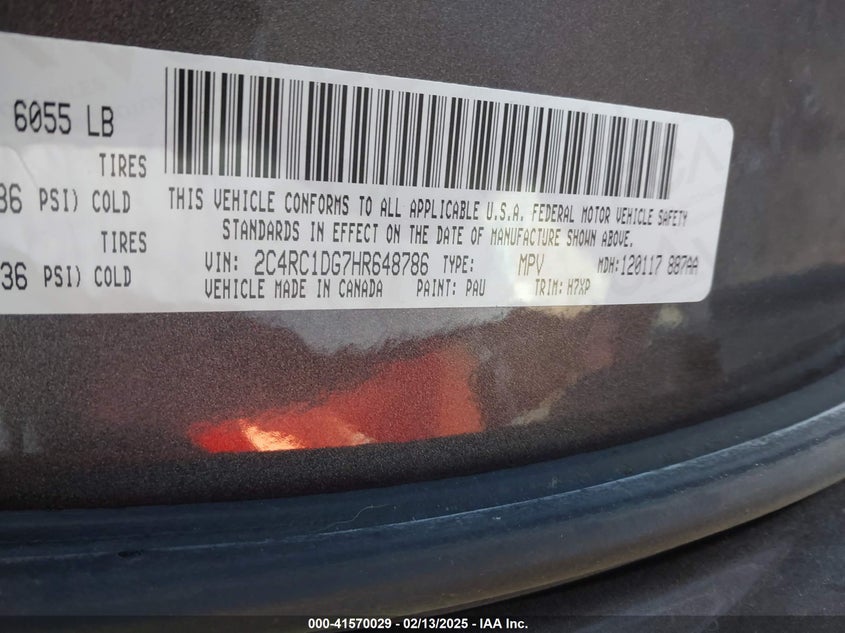 6055 LB
TIRES
36 PSI) COLD
TIRES
36 PSI) COLD
THIS VEHICLE CONFORMS TO ALL APPLICABLE U.S.A. FEDERAL MOTOR VEHICLE SAFETY
STANDARDS IN EFFECT ON THE DATE OF MANUFACTURE SHOWN ABOVE.
VIN: 2C4RC1DG7HR648786 TYPE: MPV MDH:120117 887AA
VEHICLE MADE IN CANADA PAINT: PAU TRIM: H7XP
000-41570029 - 02/13/2025 - IAA Inc.